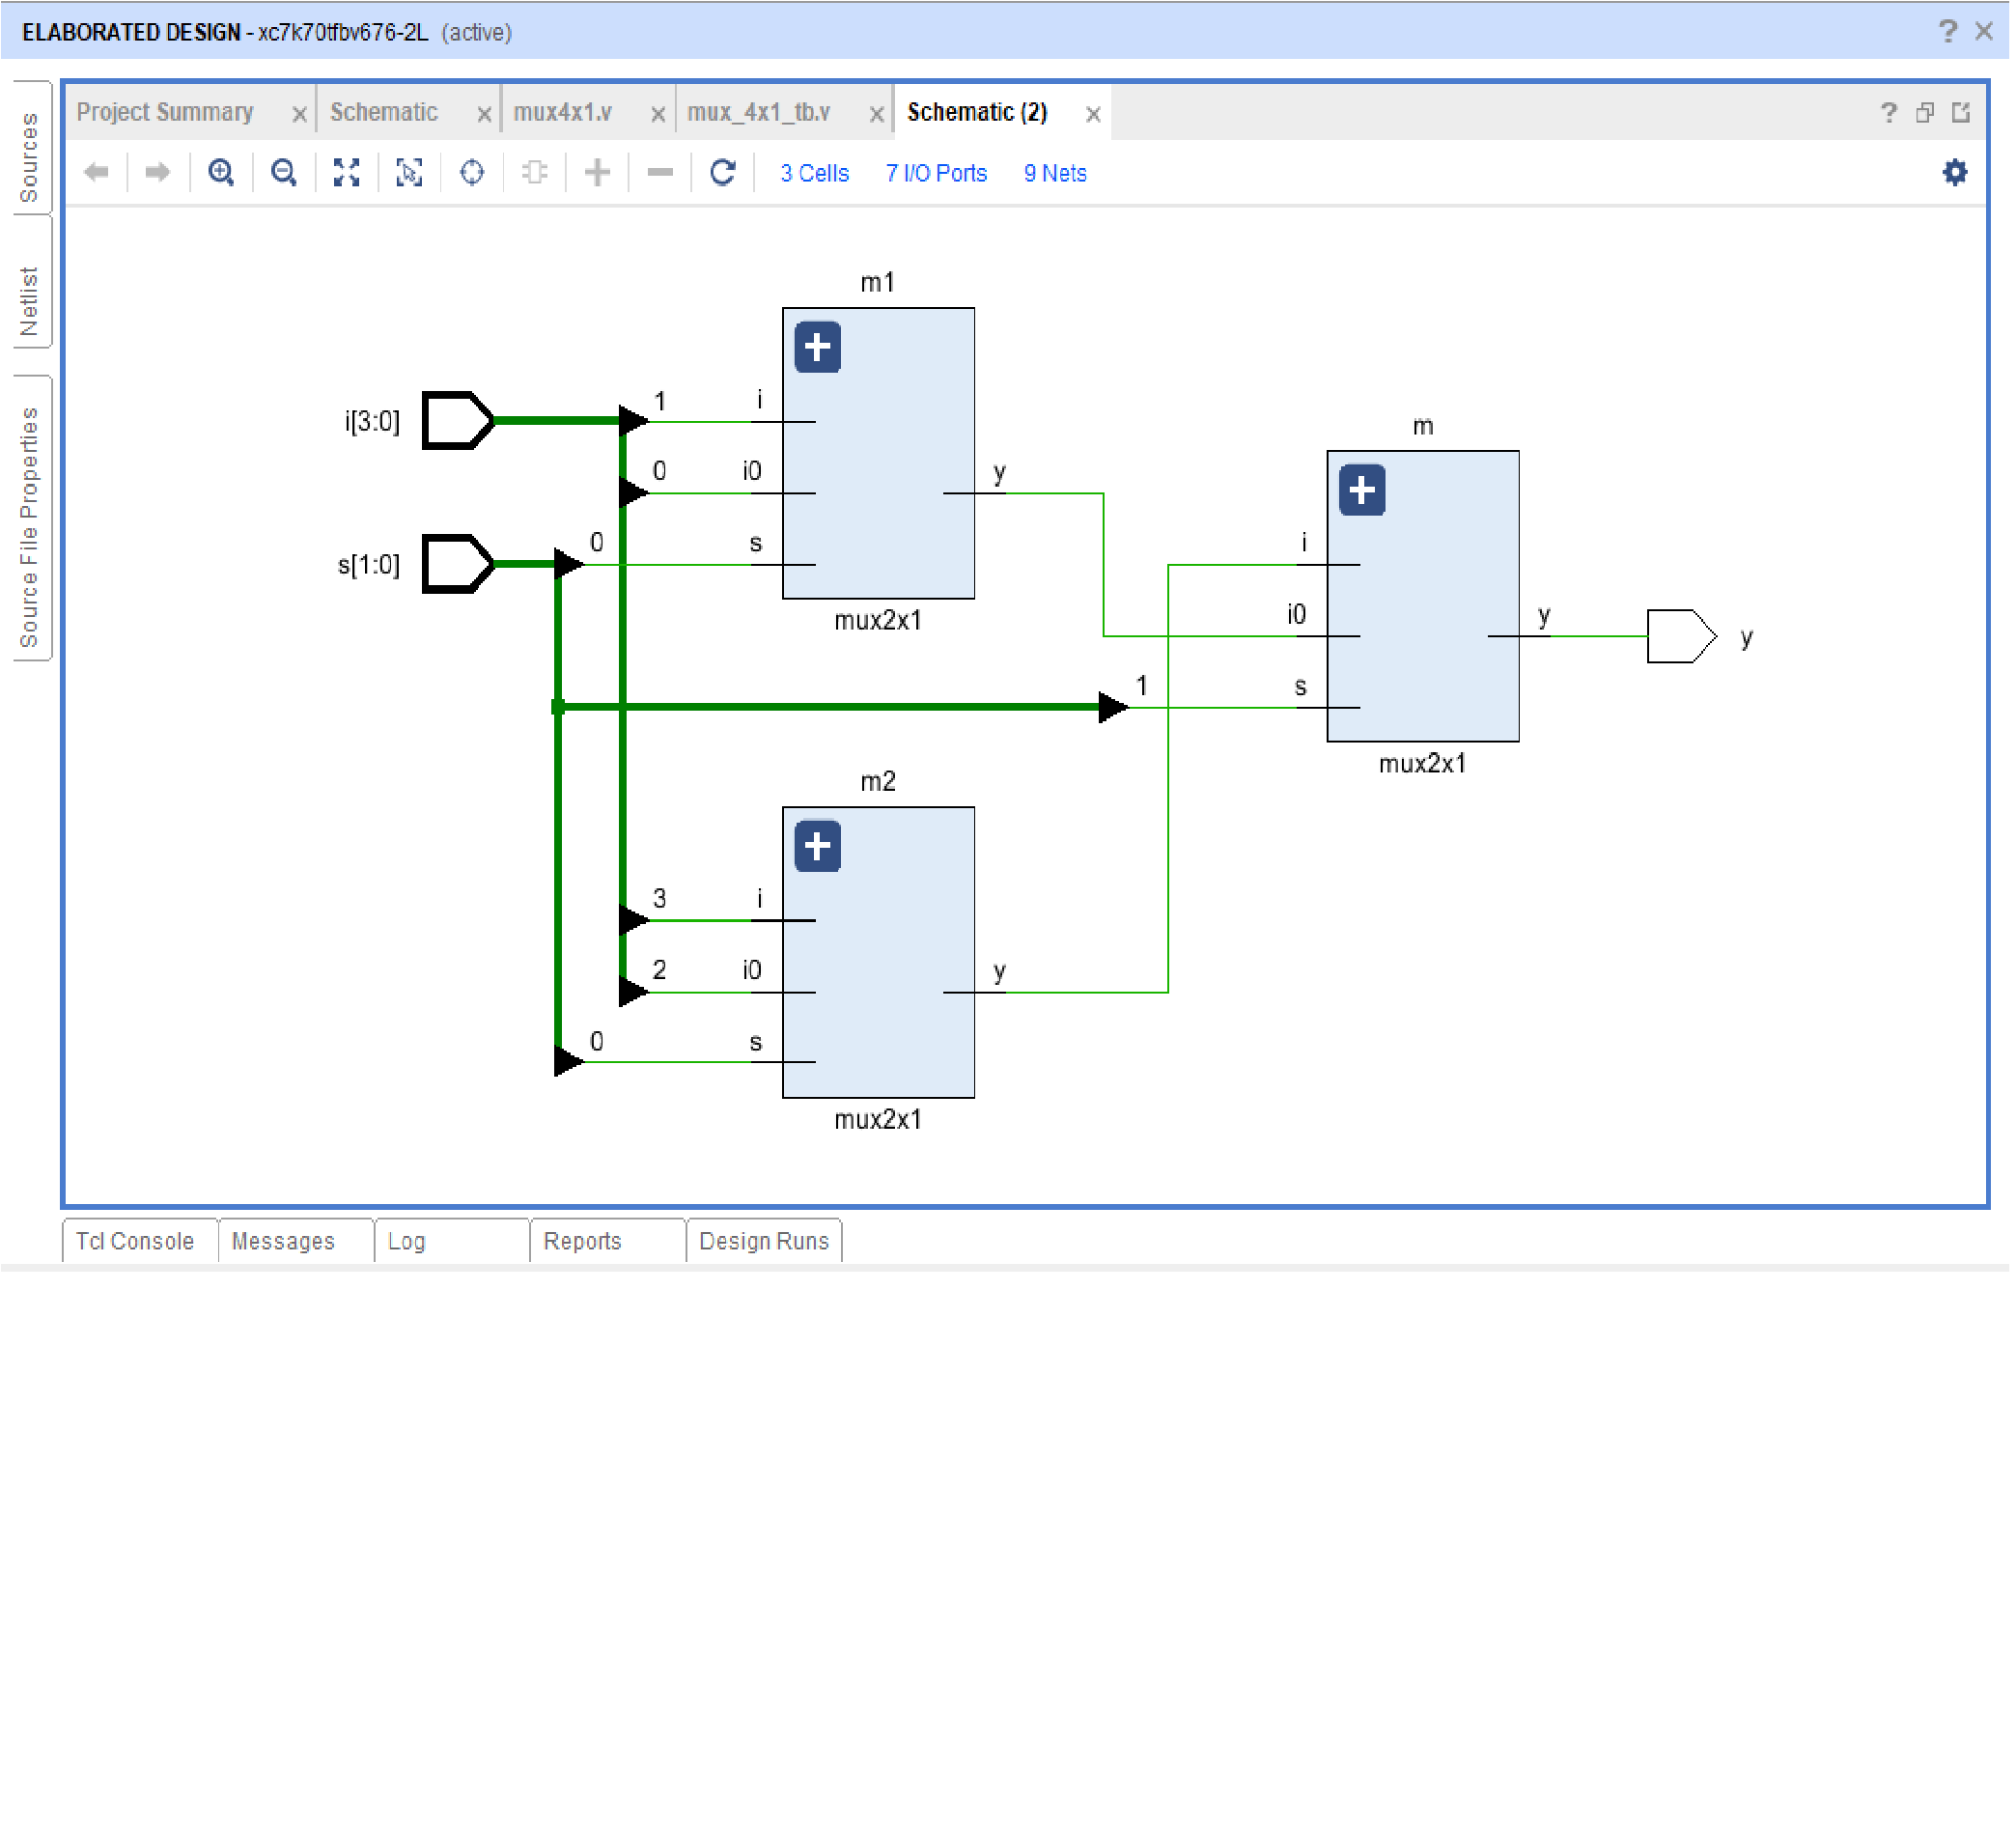 ELABORATED DESIGN - xc7k70tfbv676-2L (active)
? ×
Sources
Netlist
Source File Properties
Project Summary × Schematic × mux4x1.v × mux_4x1_tb.v × Schematic (2) ×
?
3 Cells 7 I/O Ports 9 Nets
m1
i[3:0] 1 i
0 i0 y
s[1:0] 0 s
mux2x1
m
i
i0 y y
1 s
mux2x1
m2
3 i
2 i0 y
0 s
mux2x1
Tcl Console Messages Log Reports Design Runs